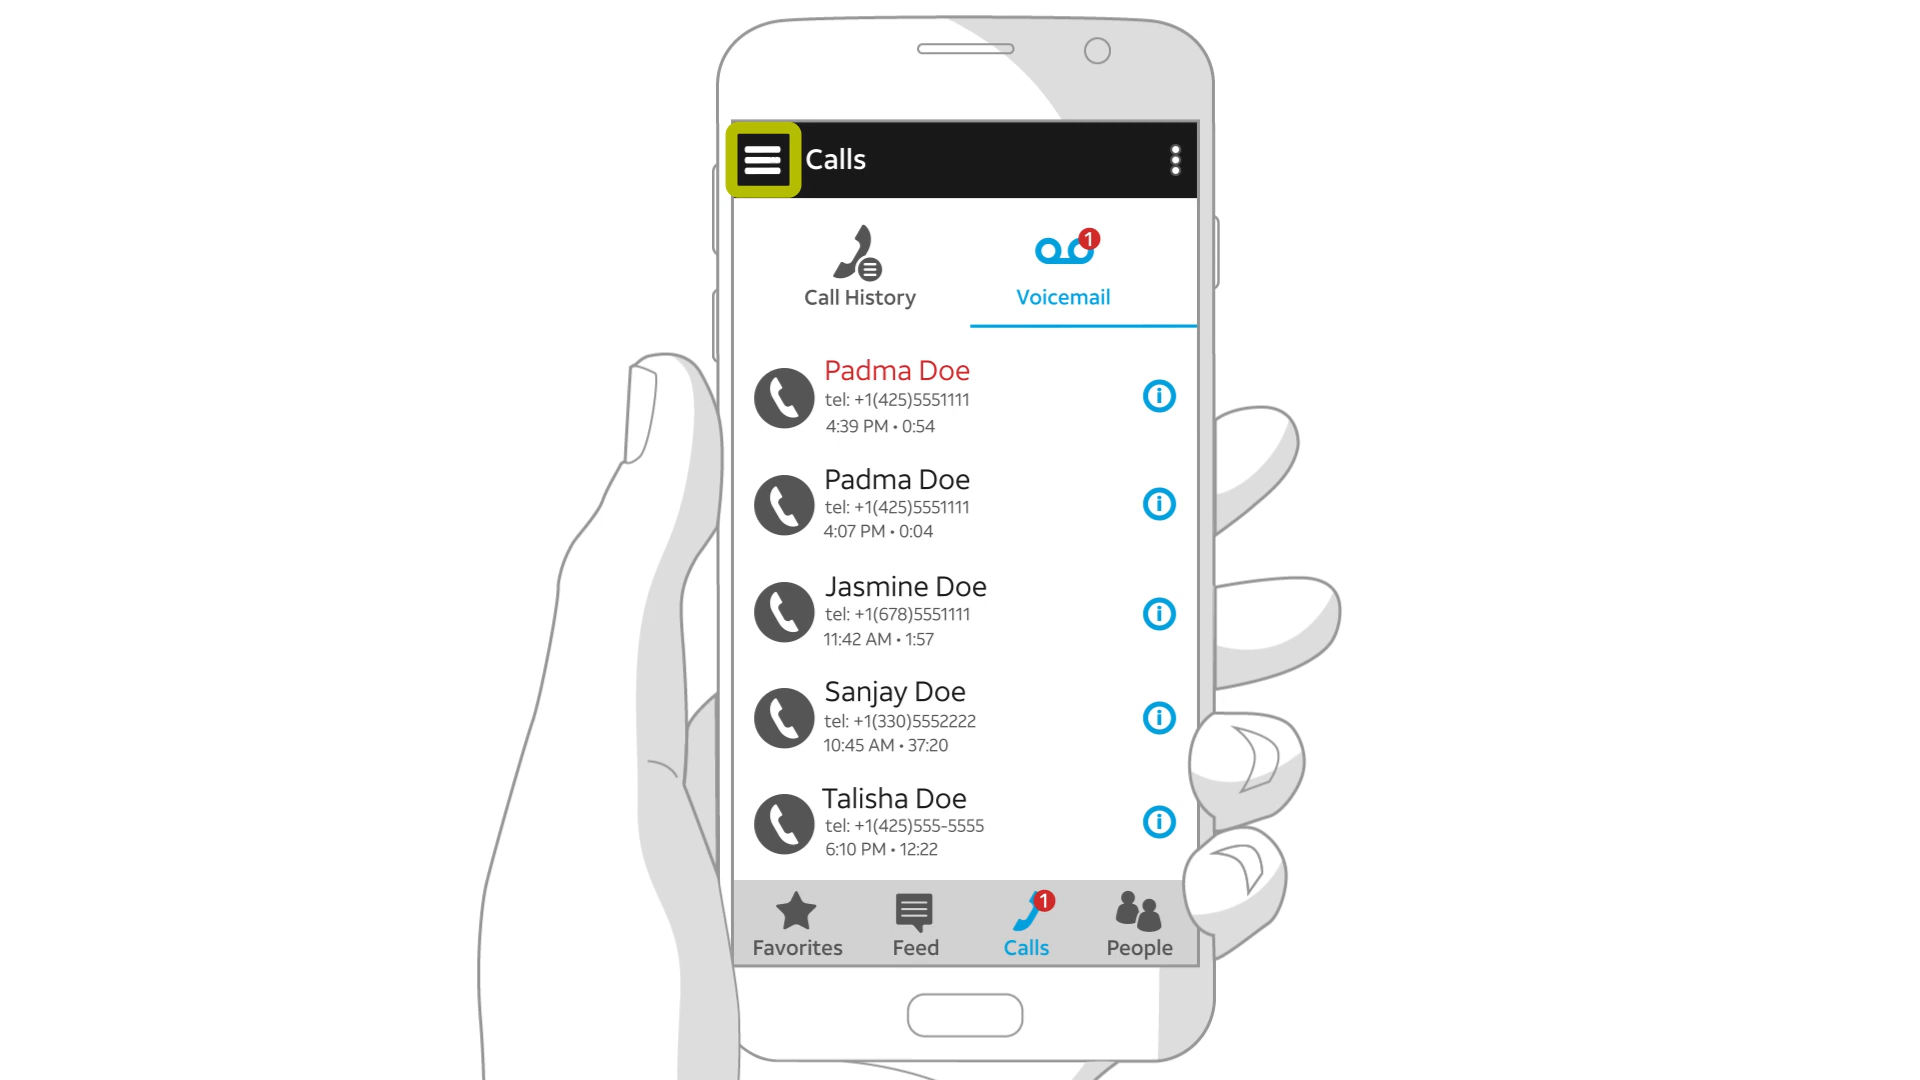 Calls
1
Call History
Voicemail
Padma Doe
tel: +1(425)5551111
4:39 PM • 0:54
Padma Doe
tel: +1(425)5551111
4:07 PM • 0:04
Jasmine Doe
tel: +1(678)5551111
11:42 AM • 1:57
Sanjay Doe
tel: +1(330)5552222
10:45 AM • 37:20
Talisha Doe
tel: +1(425)555-5555
6:10 PM • 12:22
1
Favorites
Feed
Calls
People